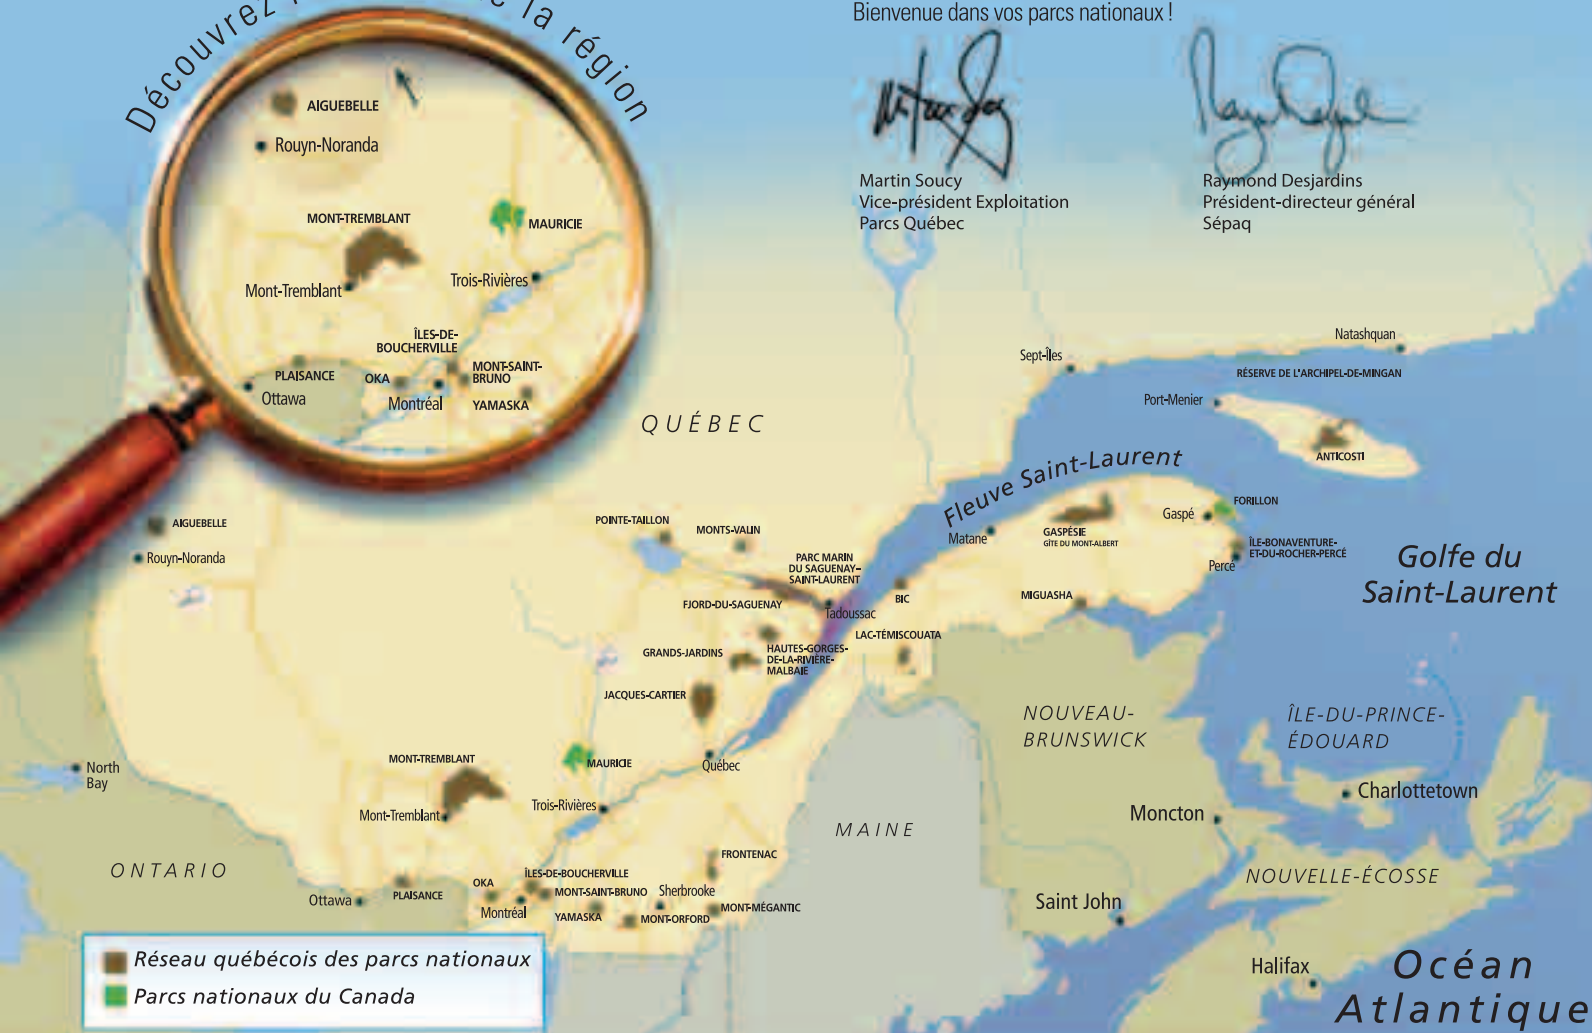 Découvrez
la région
Bienvenue dans vos parcs nationaux !
Martin Soucy
Vice-président Exploitation
Parcs Québec
Raymond Desjardins
Président-directeur général
Sépaq
AIGUEBELLE
Rouyn-Noranda
MONT-TREMBLANT
MAURICIE
Mont-Tremblant
Trois-Rivières
ÎLES-DE-
BOUCHERVILLE
PLAISANCE
OKA
MONT-SAINT-
BRUNO
Ottawa
Montréal
YAMASKA
QUÉBEC
Sept-Îles
Natashquan
RÉSERVE DE L'ARCHIPEL-DE-MINGAN
Port-Menier
ANTICOSTI
Fleuve Saint-Laurent
AIGUEBELLE
Rouyn-Noranda
POINTE-TAILLON
MONTS-VALIN
PARC MARIN
DU SAGUENAY–
SAINT-LAURENT
FJORD-DU-SAGUENAY
Tadoussac
BIC
Matane
GASPÉSIE
GÎTE DU MONT-ALBERT
Gaspé
FORILLON
ÎLE-BONAVENTURE-
ET-DU-ROCHER-PERCÉ
Percé
MIGUASHA
Golfe du
Saint-Laurent
LAC-TÉMISCOUATA
GRANDS-JARDINS
HAUTES-GORGES-
DE-LA-RIVIÈRE-
MALBAIE
JACQUES-CARTIER
NOUVEAU-
BRUNSWICK
ÎLE-DU-PRINCE-
ÉDOUARD
North
Bay
MONT-TREMBLANT
MAURICIE
Québec
Mont-Tremblant
Trois-Rivières
Charlottetown
Moncton
MAINE
ONTARIO
FRONTENAC
ÎLES-DE-BOUCHERVILLE
OKA
MONT-SAINT-BRUNO
Sherbrooke
PLAISANCE
Ottawa
Montréal
YAMASKA
MONT-ORFORD
MONT-MÉGANTIC
NOUVELLE-ÉCOSSE
Saint John
Halifax
Océan
Atlantique
Réseau québécois des parcs nationaux
Parcs nationaux du Canada